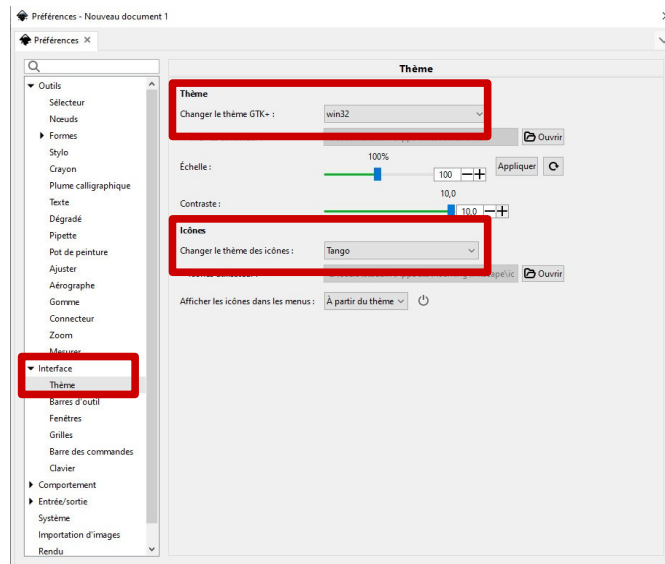 Préférences - Nouveau document 1
Préférences
Outils
Sélecteur
Nœuds
Formes
Stylo
Crayon
Plume calligraphique
Texte
Dégradé
Pipette
Pot de peinture
Ajuster
Aérographe
Gomme
Connecteur
Zoom
Mesurer
Interface
Thème
Barres d'outil
Fenêtres
Grilles
Barre des commandes
Clavier
Comportement
Entrée/sortie
Système
Importation d'images
Rendu
Thème
Thème
Changer le thème GTK+ : win32
Ouvrir
100%
Échelle : 100 Appliquer
10,0
Contraste : 10,0
Icônes
Changer le thème des icônes : Tango
Ouvrir
Afficher les icônes dans les menus : À partir du thème